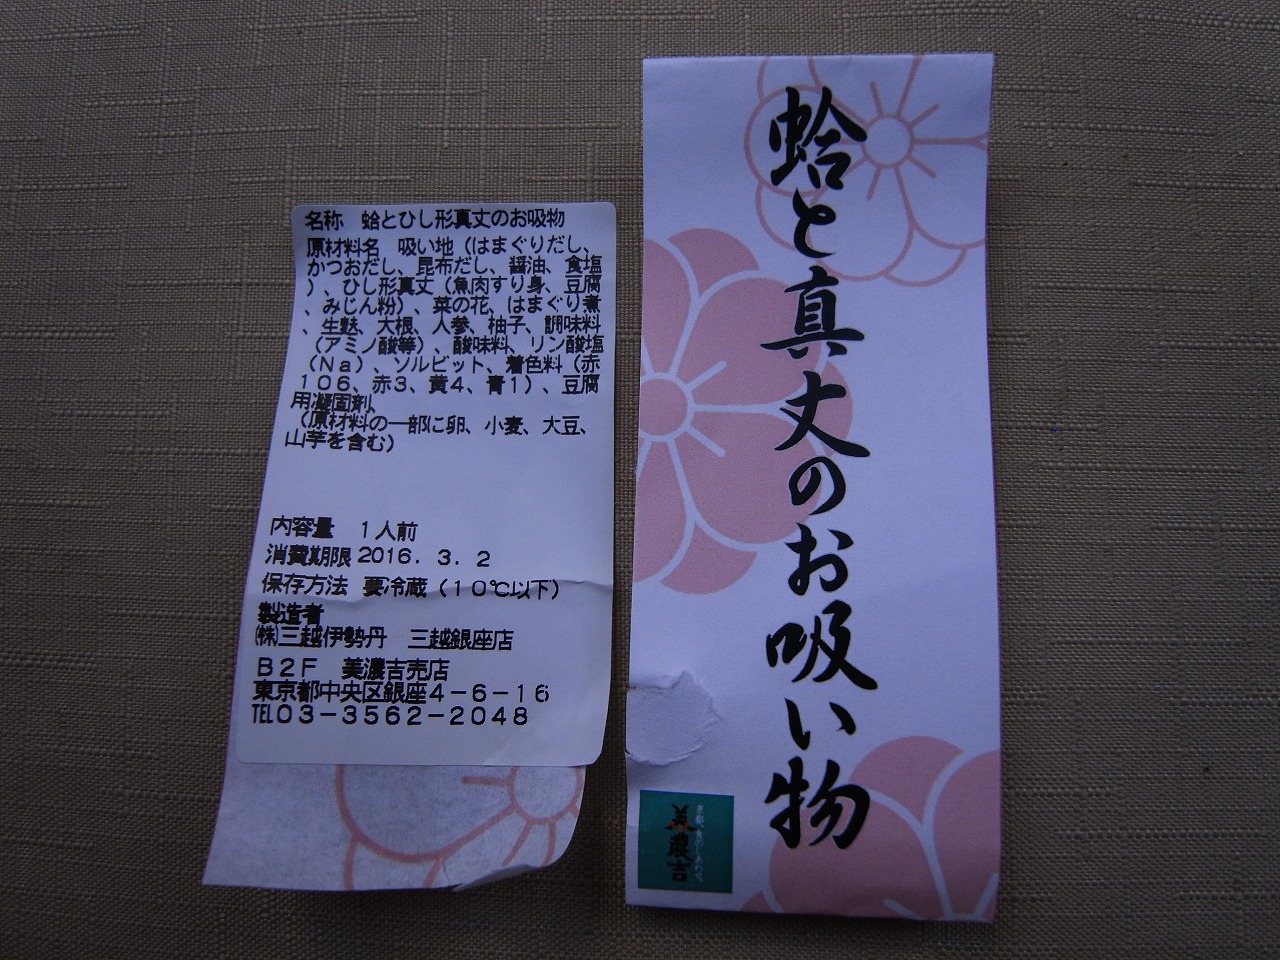 名称　蛤とひし形真丈のお吸物
原材料名　吸い地（はまぐりだし、
かつおだし、昆布だし、醤油、食塩
）、ひし形真丈（魚肉すり身、豆腐
、みじん粉）、菜の花、はまぐり煮
、生麩、大根、人参、柚子、調味料
（アミノ酸等）、酸味料、リン酸塩
（Ｎａ）、ソルビット、着色料（赤
１０６、赤３、黄４、青１）、豆腐
用凝固剤、
（原材料の一部に卵、小麦、大豆、
山芋を含む）
内容量　１人前
消費期限 2016．3．2
保存方法　要冷蔵（１０℃以下）
製造者
㈱三越伊勢丹　三越銀座店
Ｂ２Ｆ　美濃吉売店
東京都中央区銀座４－６－１６
℡０３－３５６２－２０４８
蛤と真丈のお吸い物
美濃吉